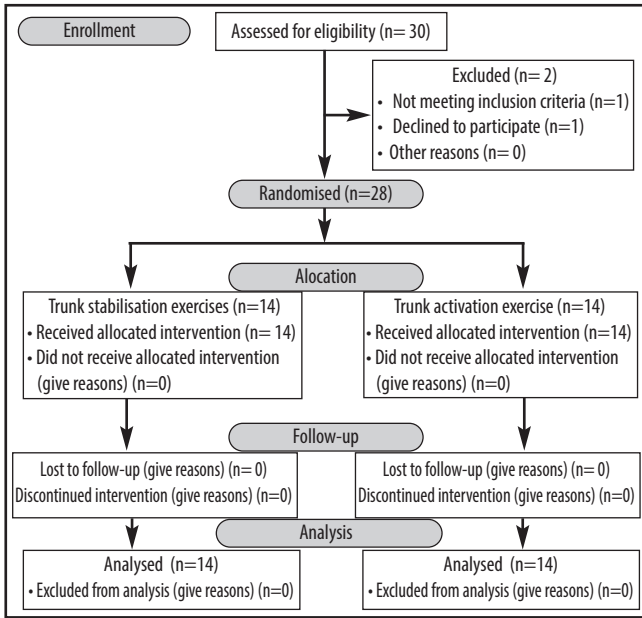 Enrollment
Assessed for eligibility (n= 30)
Excluded (n= 2)
• Not meeting inclusion criteria (n=1)
• Declined to participate (n=1)
• Other reasons (n= 0)
Randomised (n=28)
Alocation
Trunk stabilisation exercises (n=14)
• Received allocated intervention (n= 14)
• Did not receive allocated intervention
(give reasons) (n=0)
Trunk activation exercise (n=14)
• Received allocated intervention (n=14)
• Did not receive allocated intervention
(give reasons) (n=0)
Follow-up
Lost to follow-up (give reasons) (n= 0)
Discontinued intervention (give reasons) (n=0)
Lost to follow-up (give reasons) (n= 0)
Discontinued intervention (give reasons) (n=0)
Analysis
Analysed (n=14)
• Excluded from analysis (give reasons) (n=0)
Analysed (n=14)
• Excluded from analysis (give reasons) (n=0)